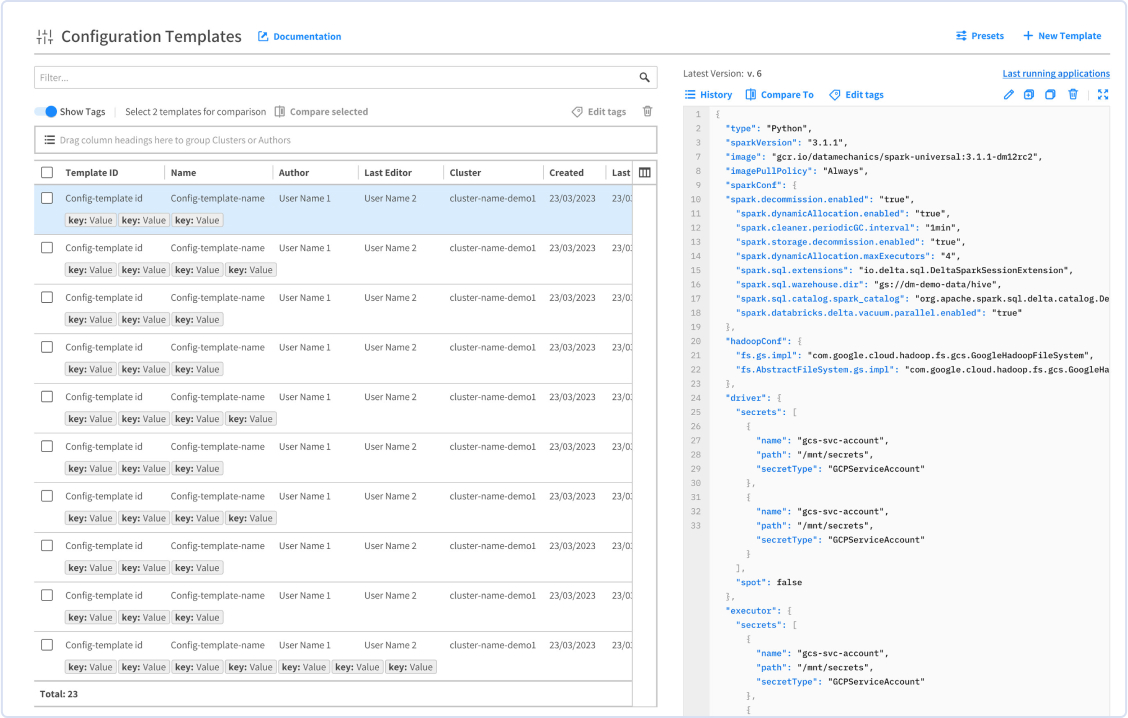 Configuration Templates
Documentation
Presets
New Template
Filter...
Show Tags
Select 2 templates for comparison
Compare selected
Edit tags
Drag column headings here to group Clusters or Authors
Template ID Name Author Last Editor Cluster Created Last
Config-template id Config-template-name User Name 1 User Name 2 cluster-name-demo1 23/03/2023 23/03
key: Value key: Value key: Value
Config-template id Config-template-name User Name 1 User Name 2 cluster-name-demo1 23/03/2023 23/03
key: Value key: Value key: Value key: Value
Config-template id Config-template-name User Name 1 User Name 2 cluster-name-demo1 23/03/2023 23/03
key: Value key: Value key: Value
Config-template id Config-template-name User Name 1 User Name 2 cluster-name-demo1 23/03/2023 23/03
key: Value key: Value key: Value
Config-template id Config-template-name User Name 1 User Name 2 cluster-name-demo1 23/03/2023 23/03
key: Value key: Value key: Value key: Value
Config-template id Config-template-name User Name 1 User Name 2 cluster-name-demo1 23/03/2023 23/03
key: Value key: Value key: Value
Config-template id Config-template-name User Name 1 User Name 2 cluster-name-demo1 23/03/2023 23/03
key: Value key: Value key: Value key: Value
Config-template id Config-template-name User Name 1 User Name 2 cluster-name-demo1 23/03/2023 23/03
key: Value key: Value key: Value
Config-template id Config-template-name User Name 1 User Name 2 cluster-name-demo1 23/03/2023 23/03
key: Value key: Value key: Value
Config-template id Config-template-name User Name 1 User Name 2 cluster-name-demo1 23/03/2023 23/03
key: Value key: Value key: Value key: Value key: Value key: Value key: Value
Total: 23
Latest Version: v. 6
Last running applications
History
Compare To
Edit tags
1 {
2 "type": "Python",
3 "sparkVersion": "3.1.1",
7 "image": "gcr.io/datamechanics/spark-universal:3.1.1-dm12rc2",
8 "imagePullPolicy": "Always",
9 "sparkConf": {
10 "spark.decommission.enabled": "true",
11 "spark.dynamicAllocation.enabled": "true",
12 "spark.cleaner.periodicGC.interval": "1min",
13 "spark.storage.decommission.enabled": "true",
14 "spark.dynamicAllocation.maxExecutors": "4",
15 "spark.sql.extensions": "io.delta.sql.DeltaSparkSessionExtension",
16 "spark.sql.warehouse.dir": "gs://dm-demo-data/hive",
17 "spark.sql.catalog.spark_catalog": "org.apache.spark.sql.delta.catalog.De
18 "spark.databricks.delta.vacuum.parallel.enabled": "true"
19 },
20 "hadoopConf": {
21 "fs.gs.impl": "com.google.cloud.hadoop.fs.gcs.GoogleHadoopFileSystem",
22 "fs.AbstractFileSystem.gs.impl": "com.google.cloud.hadoop.fs.gcs.GoogleHa
23 },
24 "driver": {
25 "secrets": [
26 {
27 "name": "gcs-svc-account",
28 "path": "/mnt/secrets",
29 "secretType": "GCPServiceAccount"
30 },
31 {
32 "name": "gcs-svc-account",
33 "path": "/mnt/secrets",
"secretType": "GCPServiceAccount"
}
],
"spot": false
},
"executor": {
"secrets": [
{
"name": "gcs-svc-account",
"path": "/mnt/secrets",
"secretType": "GCPServiceAccount"
},
{